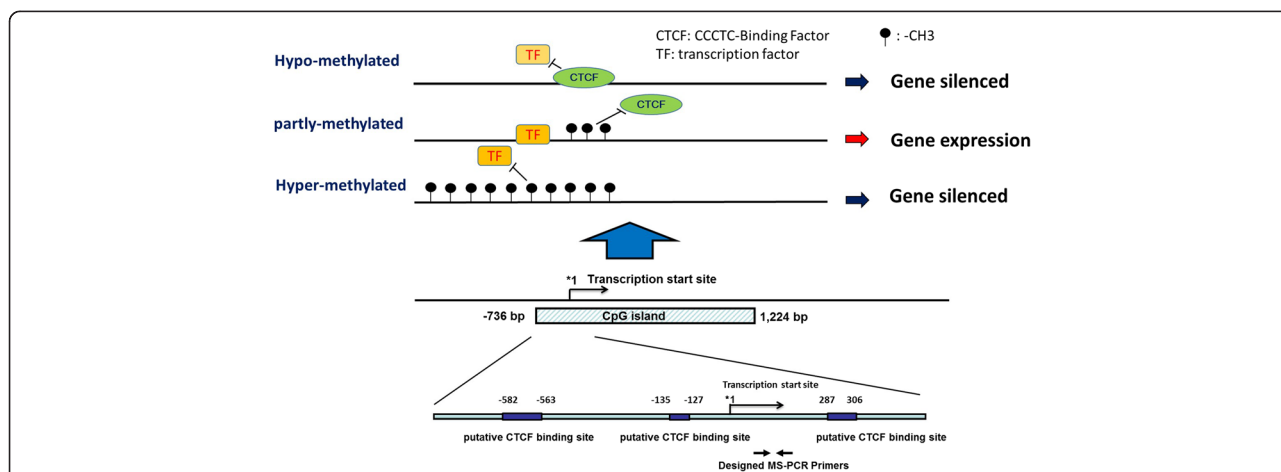 CTCF: CCCTC-Binding Factor
: -CH3
TF: transcription factor
TF
Hypo-methylated
CTCF
Gene silenced
CTCF
partly-methylated
TF
Gene expression
TF
Hyper-methylated
Gene silenced
*1 Transcription start site
-736 bp
CpG island
1,224 bp
Transcription start site
-582 -563 -135 -127 *1 287 306
putative CTCF binding site putative CTCF binding site putative CTCF binding site
Designed MS-PCR Primers